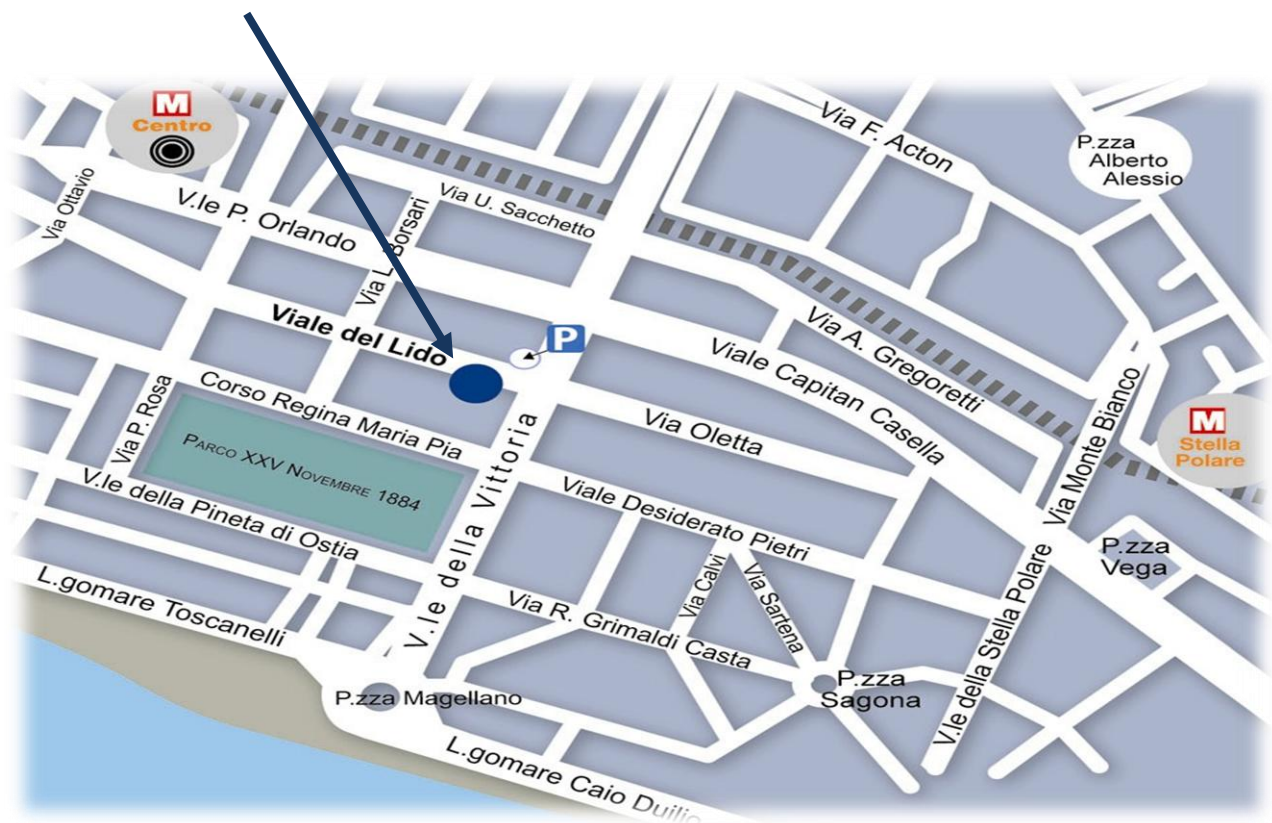 M
Centro
Via Ottavio
V.le P. Orlando
Via L. Borsari
Via U. Sacchetto
Via F. Acton
P.zza
Alberto
Alessio
Viale del Lido
P
Viale Capitan Casella
Via A. Gregoretti
Via Monte Bianco
M
Stella
Polare
Via P. Rosa
Corso Regina Maria Pia
PARCO XXV NOVEMBRE 1884
V.le della Vittoria
Via Oletta
Viale Desiderato Pietri
V.le della Pineta di Ostia
P.zza
Vega
Via Calvi
Via Sartena
V.le della Stella Polare
L.gomare Toscanelli
Via R. Grimaldi Casta
P.zza
Sagona
P.zza Magellano
L.gomare Caio Duilio